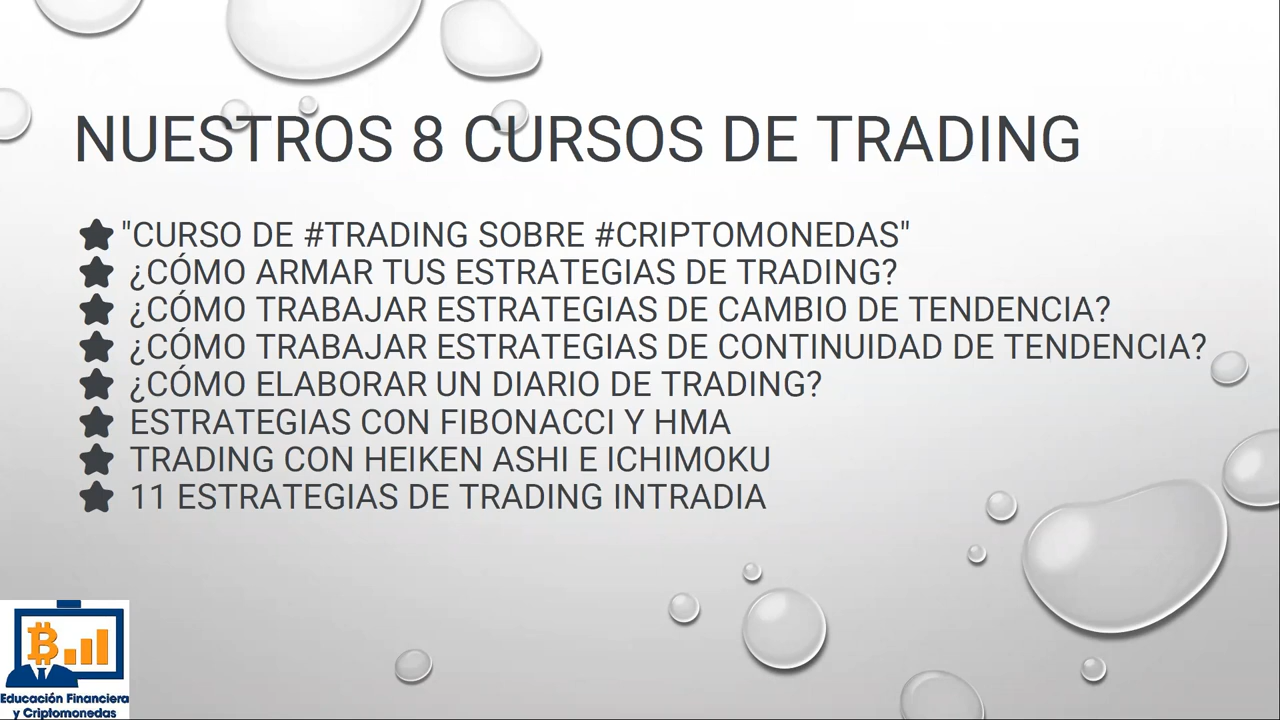 NUESTROS 8 CURSOS DE TRADING
"CURSO DE #TRADING SOBRE #CRIPTOMONEDAS"
¿CÓMO ARMAR TUS ESTRATEGIAS DE TRADING?
¿CÓMO TRABAJAR ESTRATEGIAS DE CAMBIO DE TENDENCIA?
¿CÓMO TRABAJAR ESTRATEGIAS DE CONTINUIDAD DE TENDENCIA?
¿CÓMO ELABORAR UN DIARIO DE TRADING?
ESTRATEGIAS CON FIBONACCI Y HMA
TRADING CON HEIKEN ASHI E ICHIMOKU
11 ESTRATEGIAS DE TRADING INTRADIA
Educación Financiera
y Criptomonedas